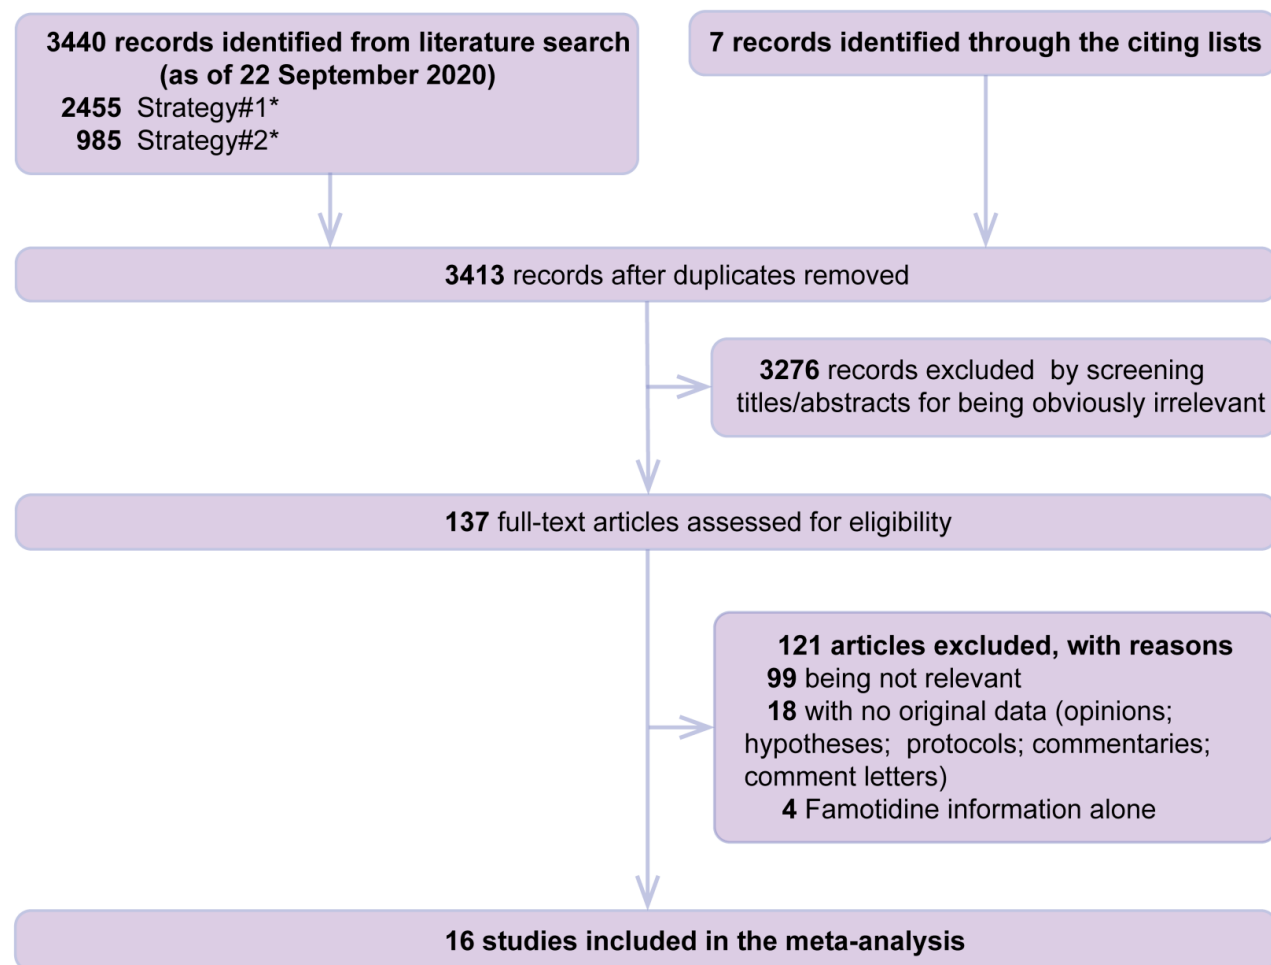 3440 records identified from literature search
(as of 22 September 2020)
2455 Strategy#1*
985 Strategy#2*
7 records identified through the citing lists
3413 records after duplicates removed
3276 records excluded by screening
titles/abstracts for being obviously irrelevant
137 full-text articles assessed for eligibility
121 articles excluded, with reasons
99 being not relevant
18 with no original data (opinions;
hypotheses; protocols; commentaries;
comment letters)
4 Famotidine information alone
16 studies included in the meta-analysis